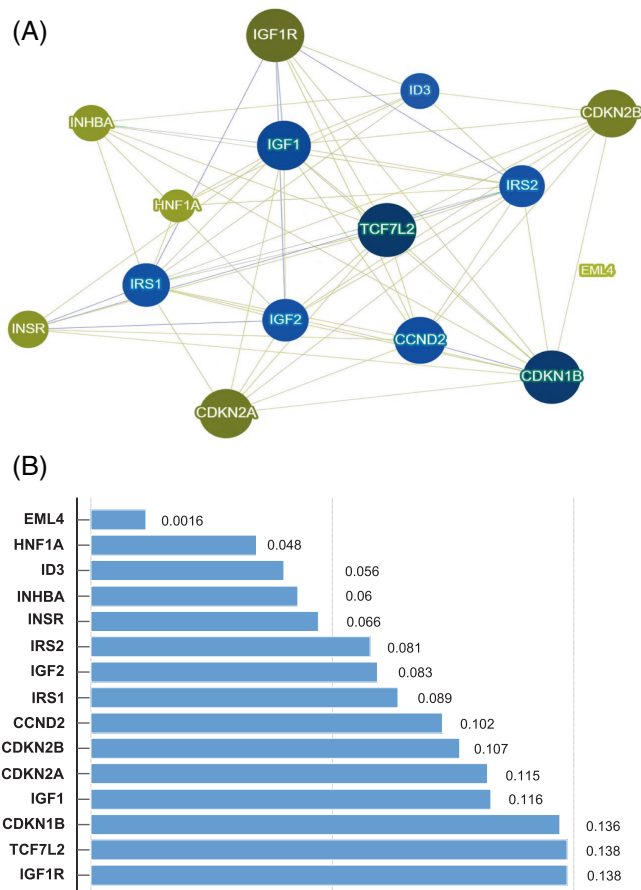 (A)
IGF1R
ID3
CDKN2B
INHBA
IGF1
IRS2
HNF1A
TCF7L2
EML4
IRS1
IGF2
INSR
CCND2
CDKN1B
CDKN2A
(B)
EML4 0.0016
HNF1A 0.048
ID3 0.056
INHBA 0.06
INSR 0.066
IRS2 0.081
IGF2 0.083
IRS1 0.089
CCND2 0.102
CDKN2B 0.107
CDKN2A 0.115
IGF1 0.116
CDKN1B 0.136
TCF7L2 0.138
IGF1R 0.138